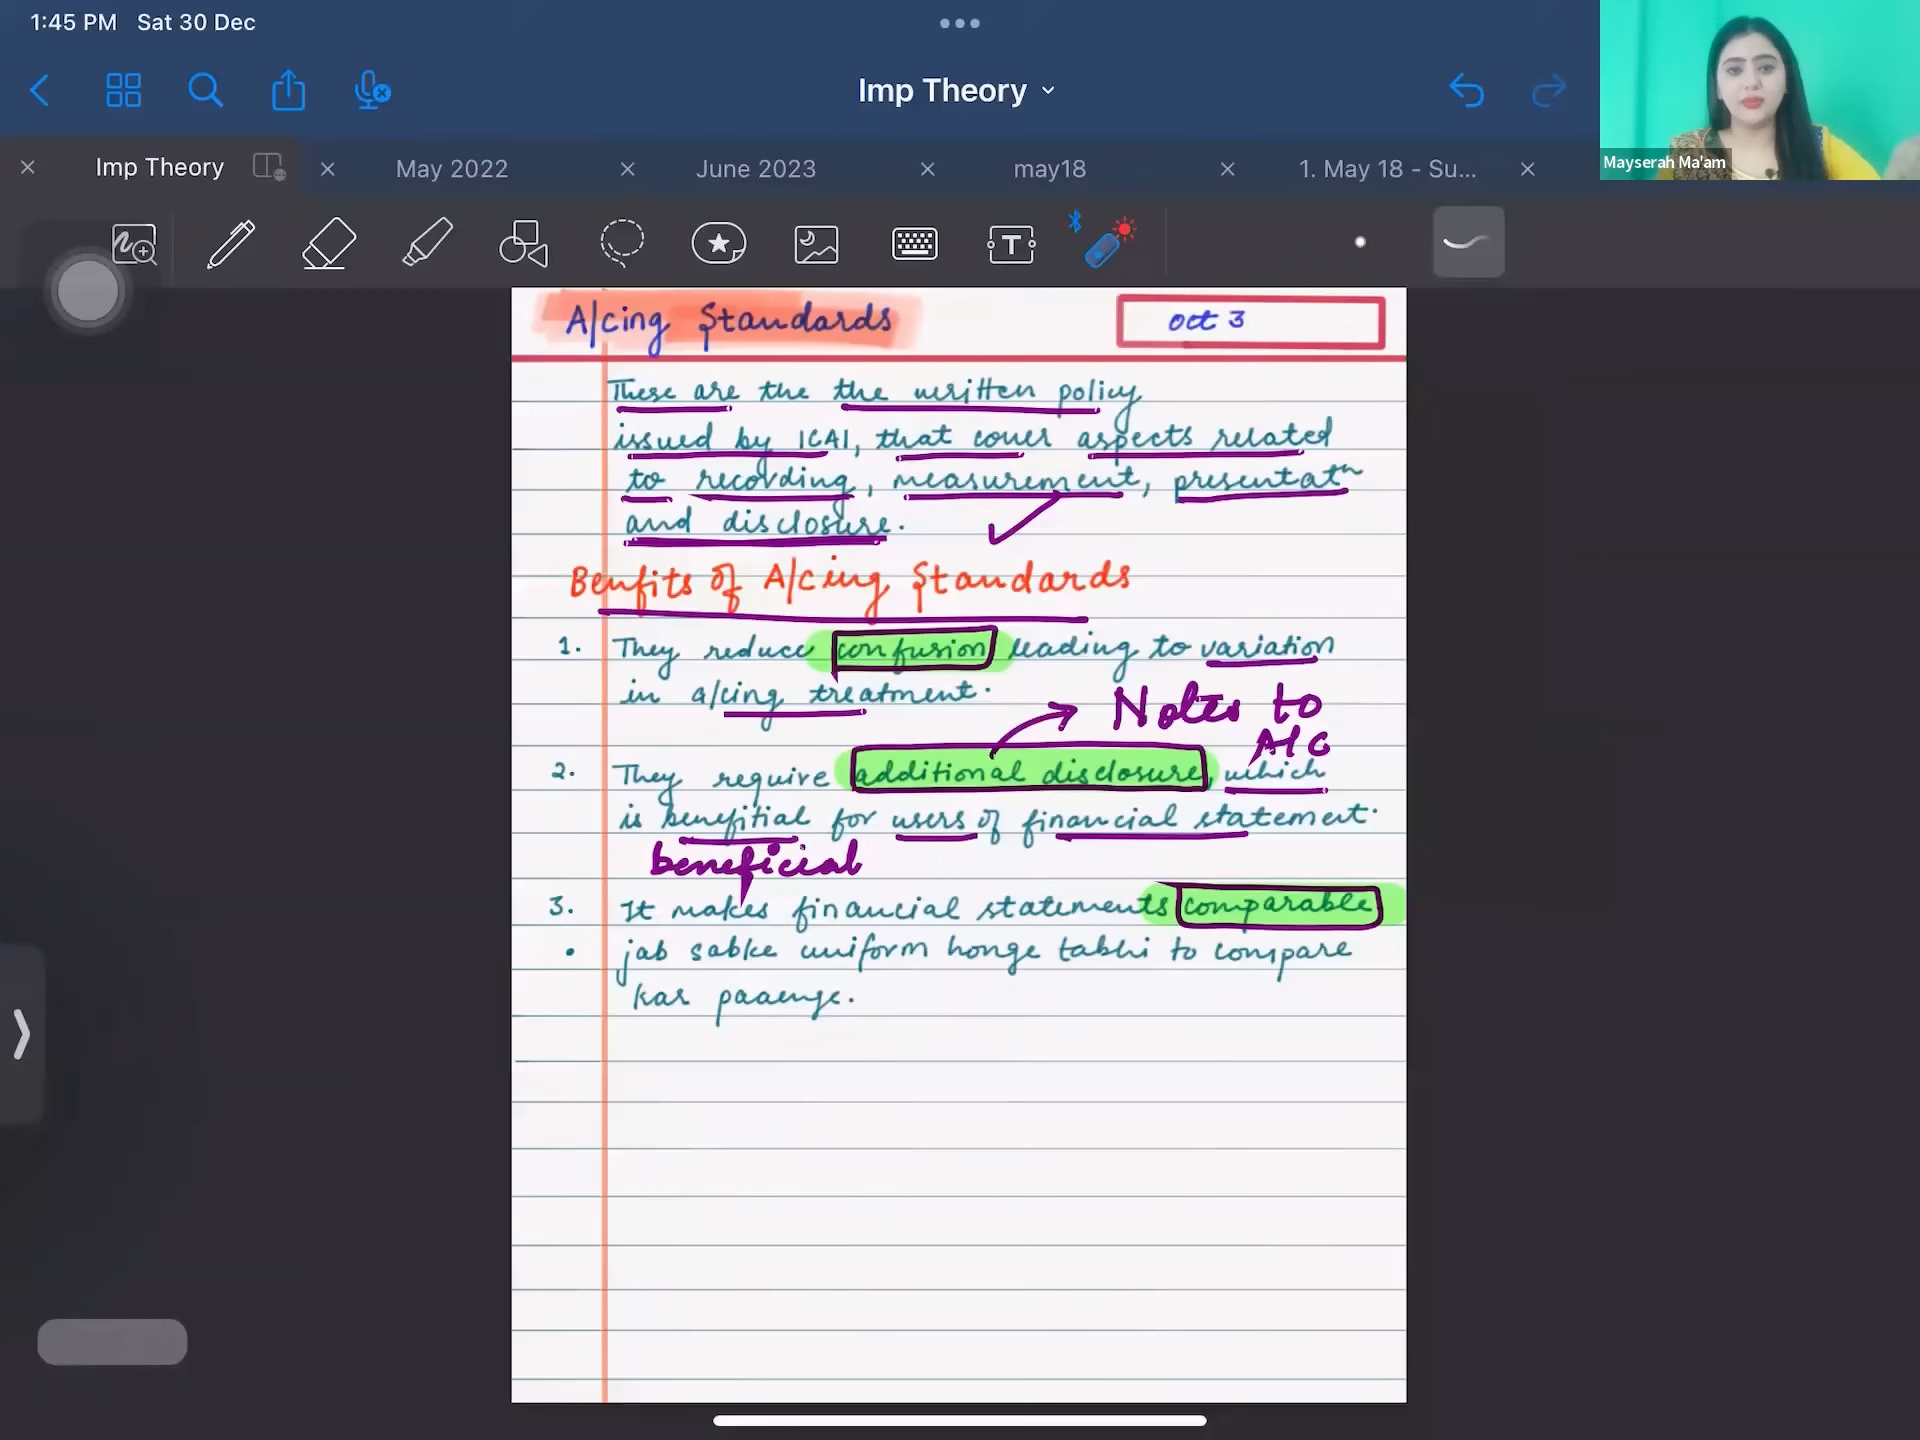 1:45 PM Sat 30 Dec
Imp Theory
Mayserah Ma'am
Imp Theory
May 2022
June 2023
may18
1. May 18 - Su...
A/cing Standards
Oct 3
These are the the written policy
issued by ICAI, that cover aspects related
to recording, measurement, presentatn
and disclosure.
Benfits of A/cing Standards
1. They reduce confusion leading to variation
in a/cing treatment.
Notes to
A/C
2. They require additional disclosure, which
is benefitial for users of financial statement.
beneficial
3. It makes financial statements comparable
• jab sabke uniform honge tabhi to compare
kar paaenge.